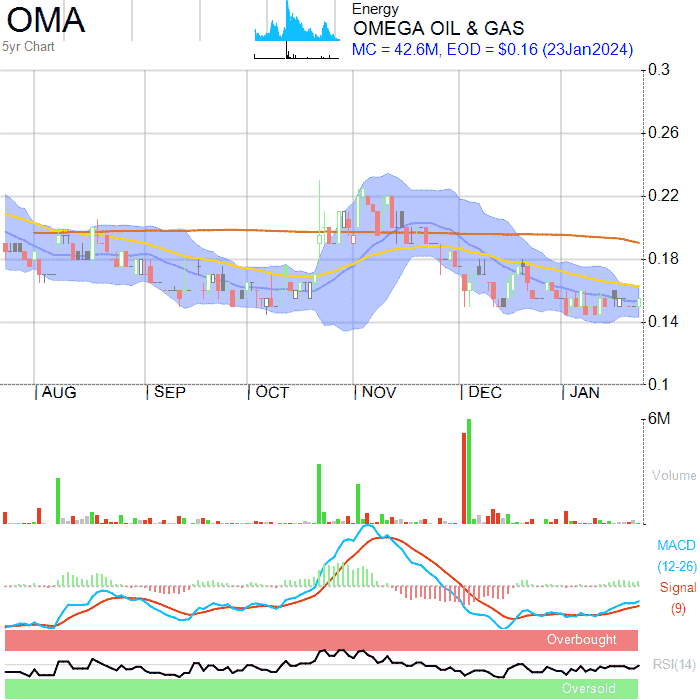 OMA
5yr Chart
Energy
OMEGA OIL & GAS
MC = 42.6M, EOD = $0.16 (23Jan2024)
0.3
0.26
0.22
0.18
0.14
0.1
AUG SEP OCT NOV DEC JAN
6M
Volume
MACD
(12-26)
Signal
(9)
Overbought
RSI(14)
Oversold